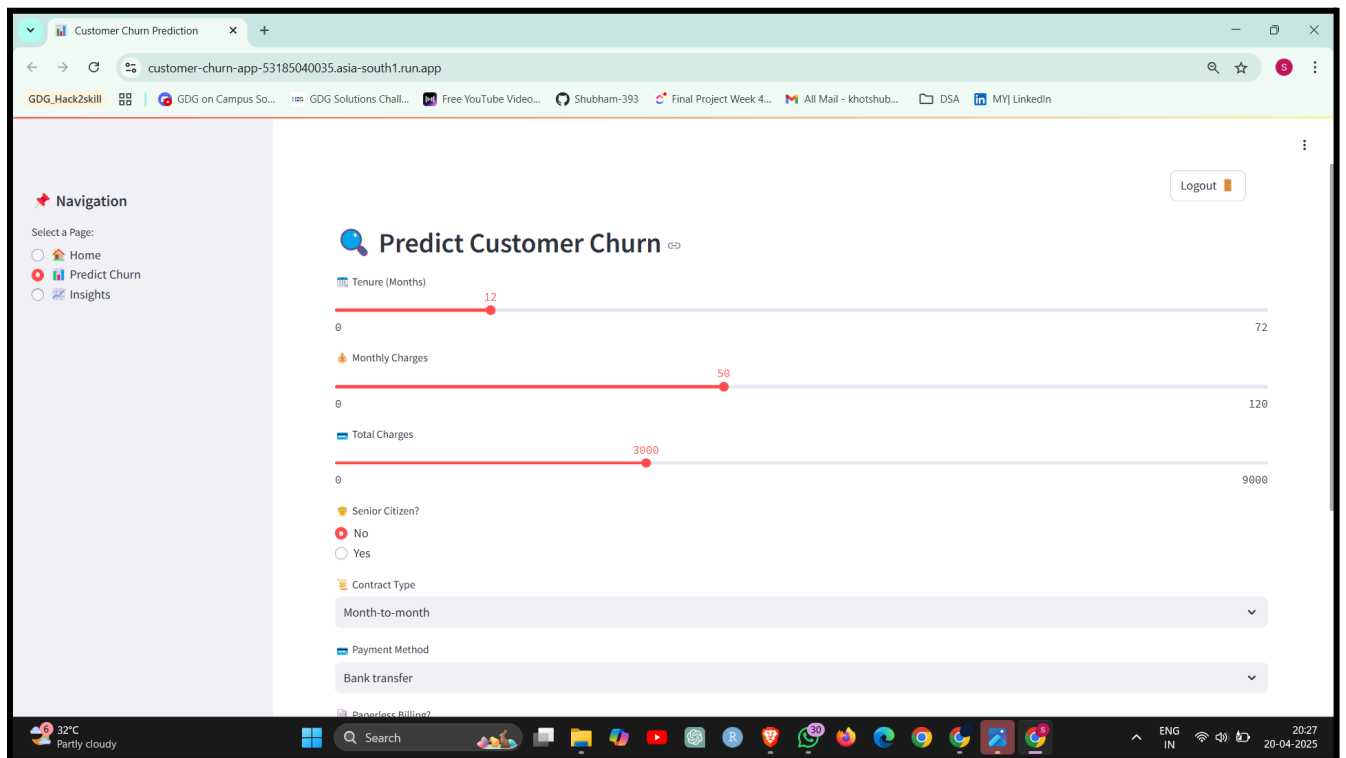 Customer Churn Prediction
customer-churn-app-53185040035.asia-south1.run.app
S
GDG_Hack2skill
GDG on Campus So...
GDG Solutions Chall...
Free YouTube Video...
Shubham-393
Final Project Week 4...
All Mail - khotshub...
DSA
MY| LinkedIn
Logout
Navigation
Select a Page:
Home
Predict Churn
Insights
Predict Customer Churn
Tenure (Months)
12
0 72
Monthly Charges
50
0 120
Total Charges
3000
0 9000
Senior Citizen?
No
Yes
Contract Type
Month-to-month
Payment Method
Bank transfer
Paperless Billing?
6
32°C
Partly cloudy
Search
R
30
S
ENG
IN
20:27
20-04-2025